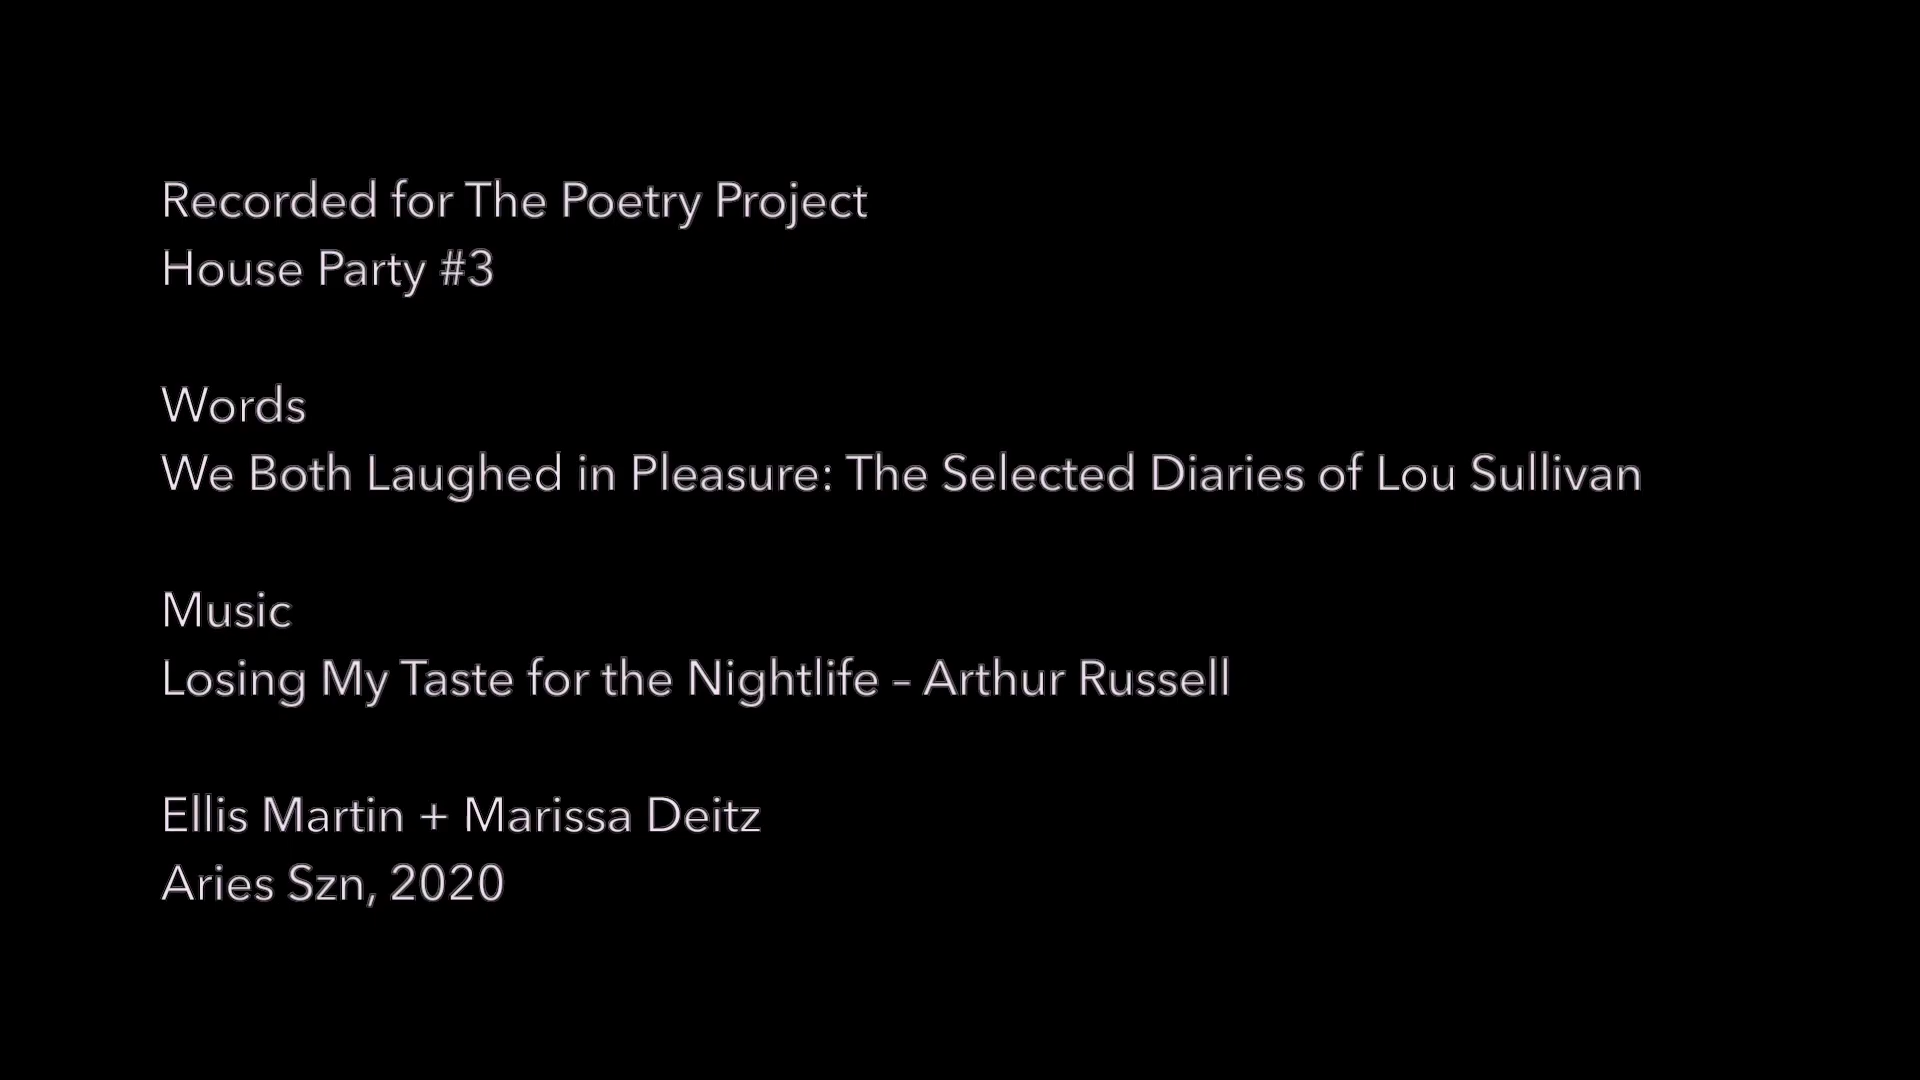 Recorded for The Poetry Project
House Party #3
Words
We Both Laughed in Pleasure: The Selected Diaries of Lou Sullivan
Music
Losing My Taste for the Nightlife – Arthur Russell
Ellis Martin + Marissa Deitz
Aries Szn, 2020